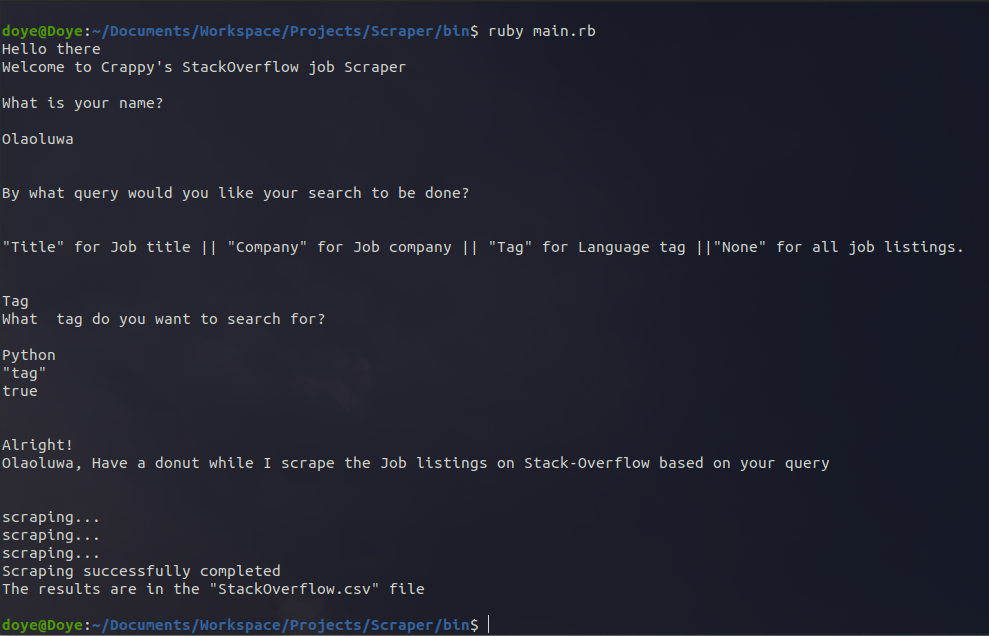 doye@Doye:~/Documents/Workspace/Projects/Scraper/bin$ ruby main.rb
Hello there
Welcome to Crappy's StackOverflow job Scraper
What is your name?
Olaoluwa
By what query would you like your search to be done?
"Title" for Job title || "Company" for Job company || "Tag" for Language tag ||"None" for all job listings.
Tag
What  tag do you want to search for?
Python
"tag"
true
Alright!
Olaoluwa, Have a donut while I scrape the Job listings on Stack-Overflow based on your query
scraping...
scraping...
scraping...
Scraping successfully completed
The results are in the "StackOverflow.csv" file
doye@Doye:~/Documents/Workspace/Projects/Scraper/bin$